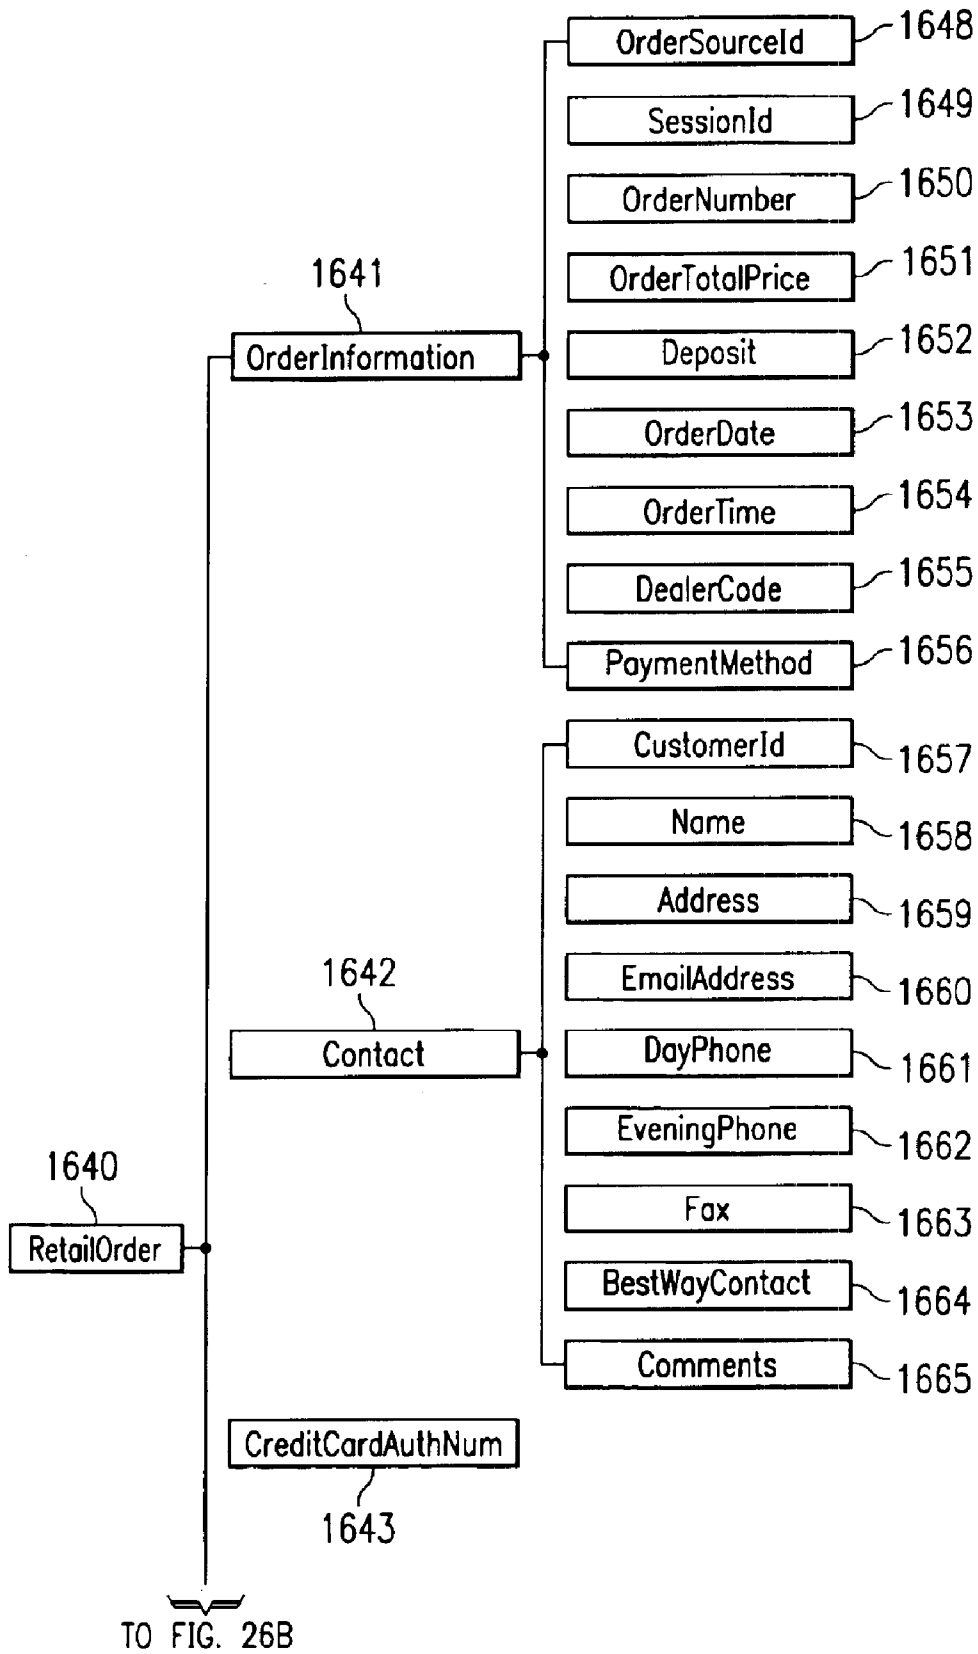 OrderSourceId
1648
SessionId
1649
OrderNumber
1650
OrderTotalPrice
1651
1641
OrderInformation
Deposit
1652
OrderDate
1653
OrderTime
1654
DealerCode
1655
PaymentMethod
1656
CustomerId
1657
Name
1658
Address
1659
EmailAddress
1660
1642
Contact
DayPhone
1661
EveningPhone
1662
1640
RetailOrder
Fax
1663
BestWayContact
1664
Comments
1665
CreditCardAuthNum
1643
TO FIG. 26B